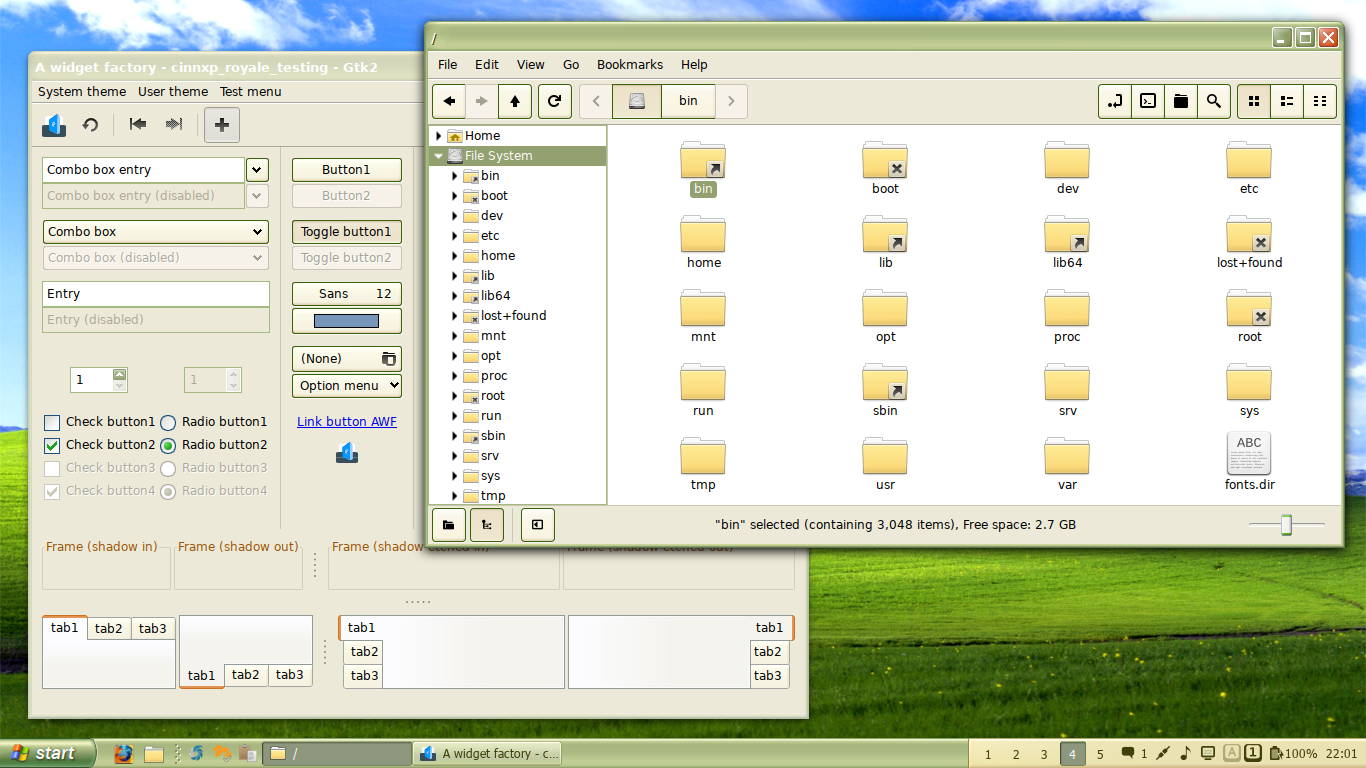 /
File Edit View Go Bookmarks Help
bin
Home
File System
bin
boot
dev
etc
home
lib
lib64
lost+found
mnt
opt
proc
root
run
sbin
srv
sys
tmp
bin boot dev etc
home lib lib64 lost+found
mnt opt proc root
run sbin srv sys
ABC
tmp usr var fonts.dir
"bin" selected (containing 3,048 items), Free space: 2.7 GB
A widget factory - cinnxp_royale_testing - Gtk2
System theme User theme Test menu
Combo box entry
Combo box entry (disabled)
Combo box
Combo box (disabled)
Entry
Entry (disabled)
1 1
Check button1 Radio button1
Check button2 Radio button2
Check button3 Radio button3
Check button4 Radio button4
Button1
Button2
Toggle button1
Toggle button2
Sans 12
(None)
Option menu
Link button AWF
Frame (shadow in) Frame (shadow out) Frame (shadow etched in) Frame (shadow etched out)
tab1 tab2 tab3
tab1 tab2 tab3
tab1
tab2
tab3
tab1
tab2
tab3
start / A widget factory - c... 1 2 3 4 5 1 A 1 100% 22:01